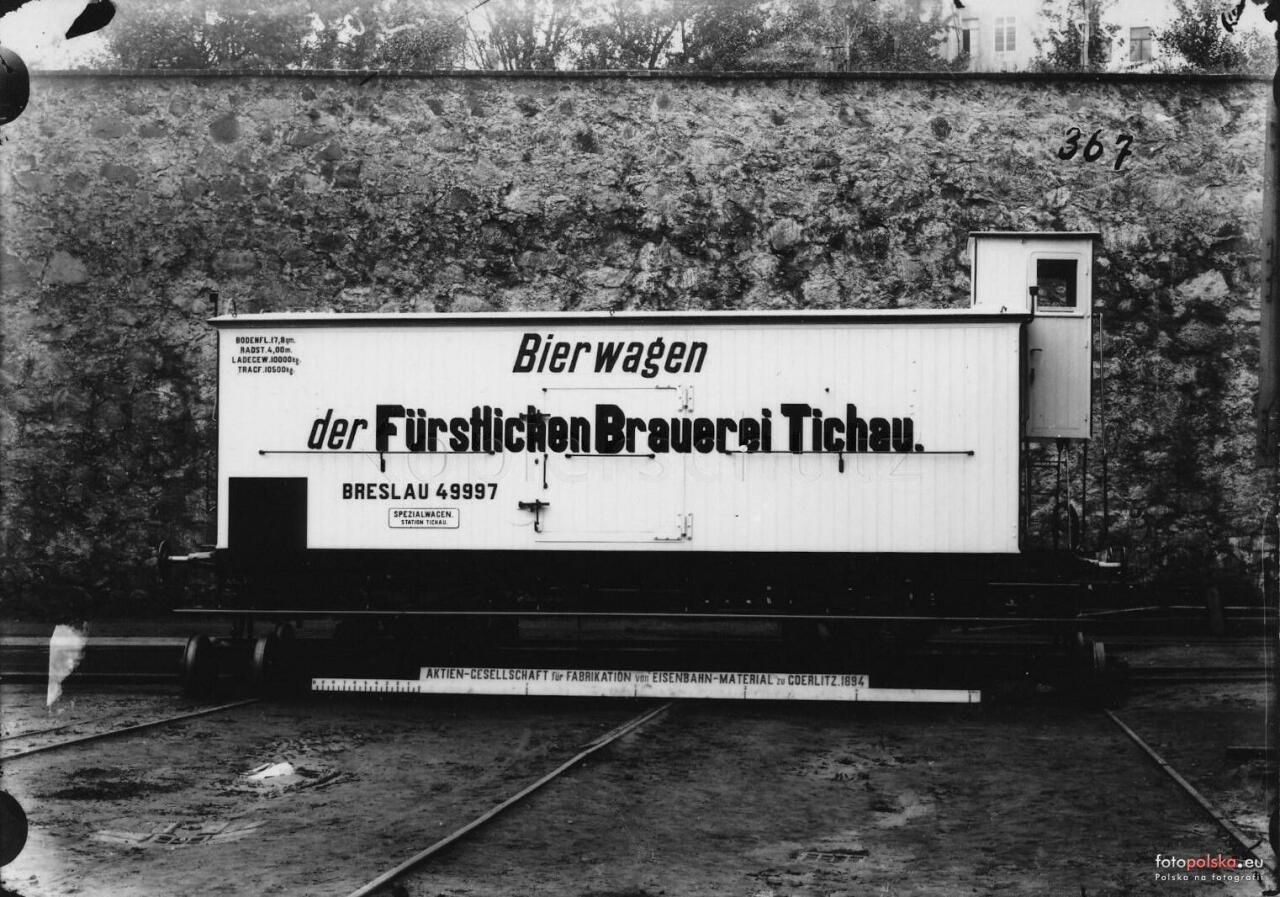 367
BODENFL.17,8qm.
RADST.4,00m.
LADEGEW.10000kg.
TRAGF.10500kg.
Bierwagen
der Fürstlichen Brauerei Tichau.
BRESLAU 49997
SPEZIALWAGEN.
STATION TICHAU.
AKTIEN-GESELLSCHAFT für FABRIKATION von EISENBAHN-MATERIAL zu GOERLITZ.1894
fotopolska.eu
Polska na fotografii